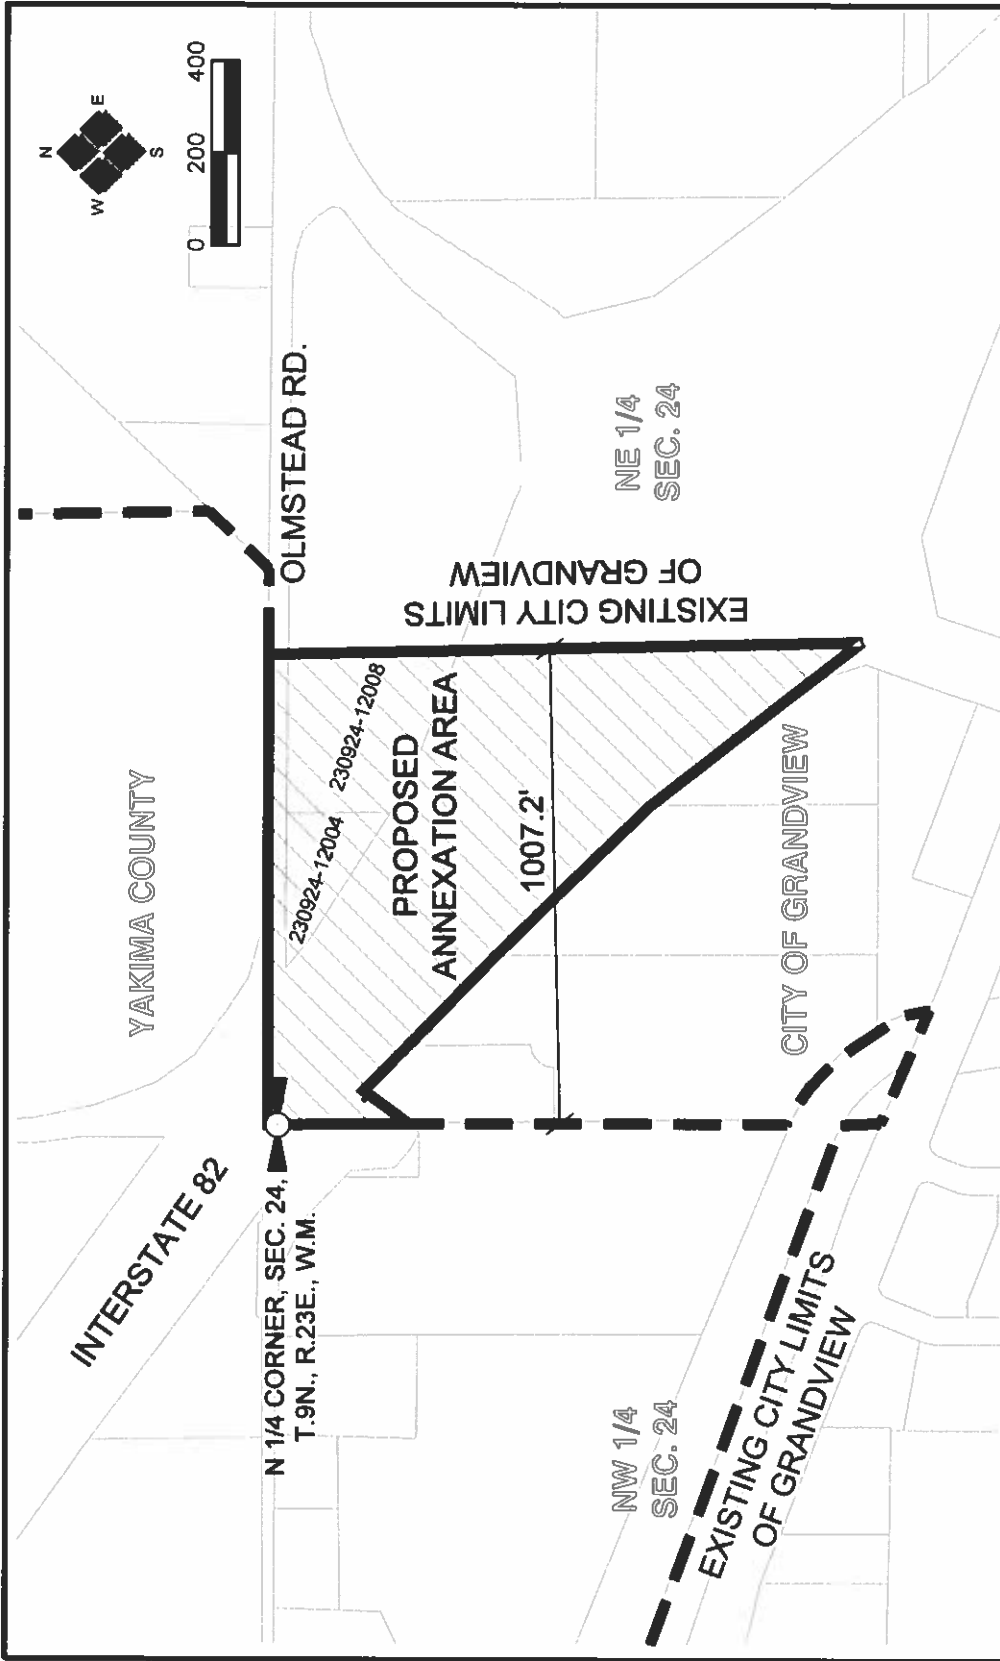 N
W
E
S
0 200 400
YAKIMA COUNTY
INTERSTATE 82
OLMSTEAD RD.
N 1/4 CORNER, SEC. 24,
T.9N., R.23E., W.M.
230924-12004
230924-12008
PROPOSED
ANNEXATION AREA
1007.2'
EXISTING CITY LIMITS
OF GRANDVIEW
NE 1/4
SEC. 24
CITY OF GRANDVIEW
NW 1/4
SEC. 24
EXISTING CITY LIMITS
OF GRANDVIEW